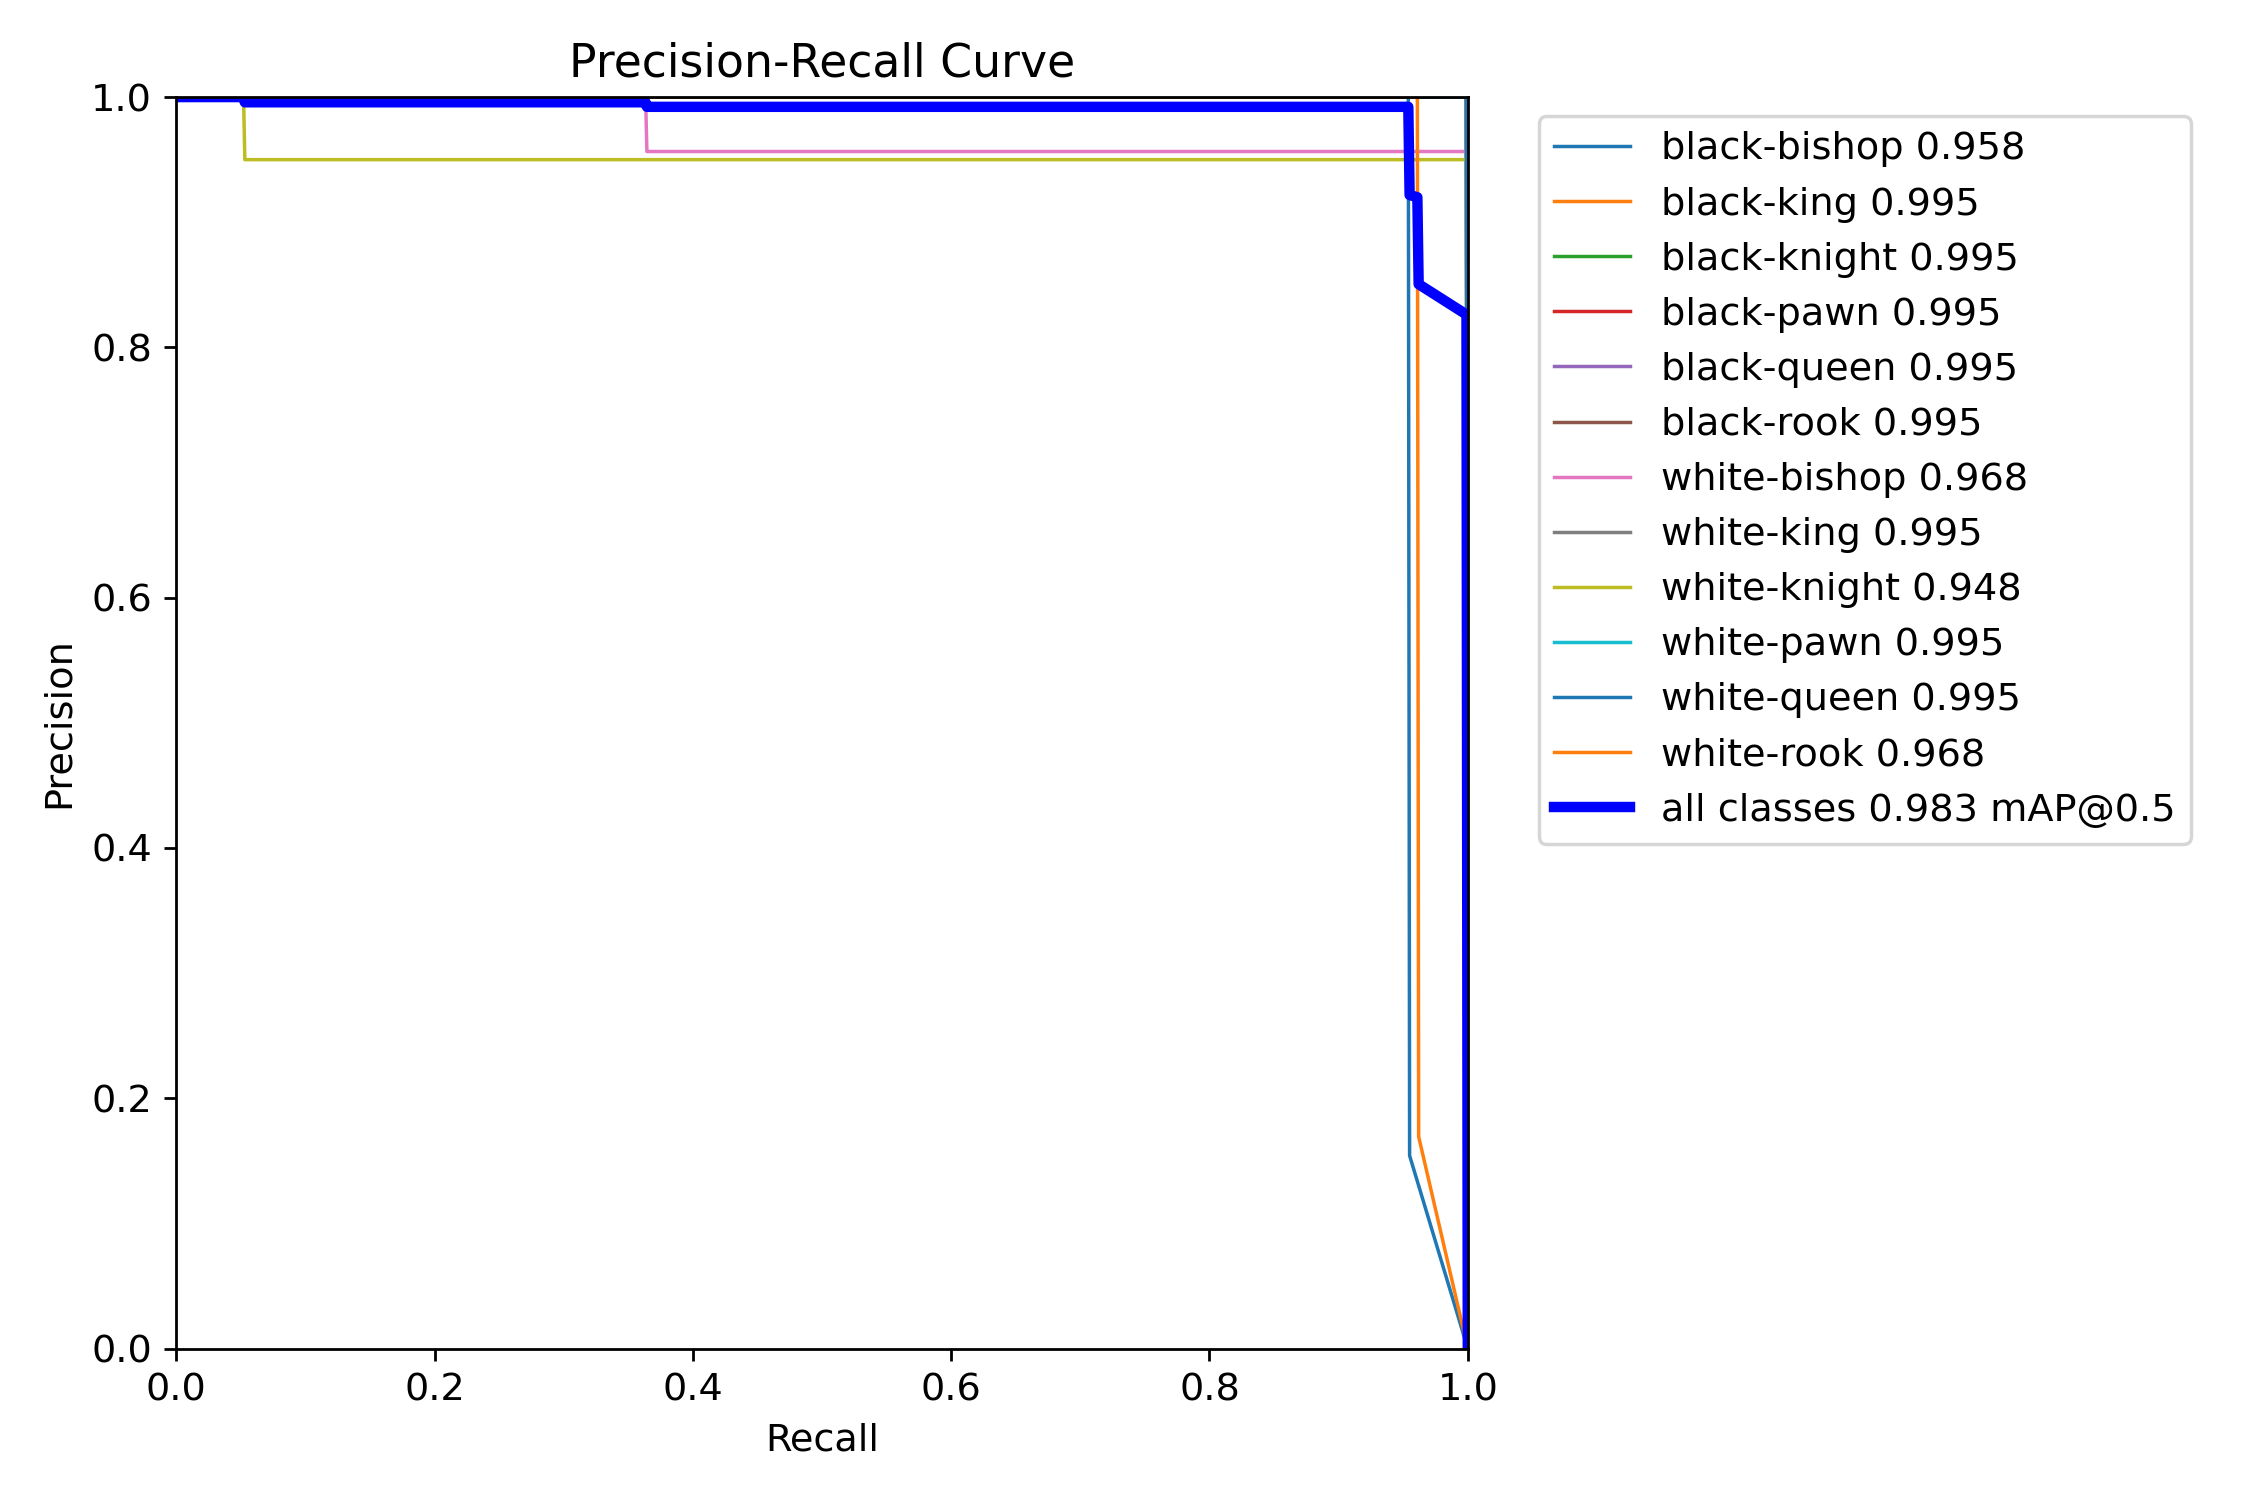 Precision-Recall Curve
1.0
0.8
0.6
0.4
0.2
0.0
Precision
0.0 0.2 0.4 0.6 0.8 1.0
Recall
black-bishop 0.958
black-king 0.995
black-knight 0.995
black-pawn 0.995
black-queen 0.995
black-rook 0.995
white-bishop 0.968
white-king 0.995
white-knight 0.948
white-pawn 0.995
white-queen 0.995
white-rook 0.968
all classes 0.983 mAP@0.5